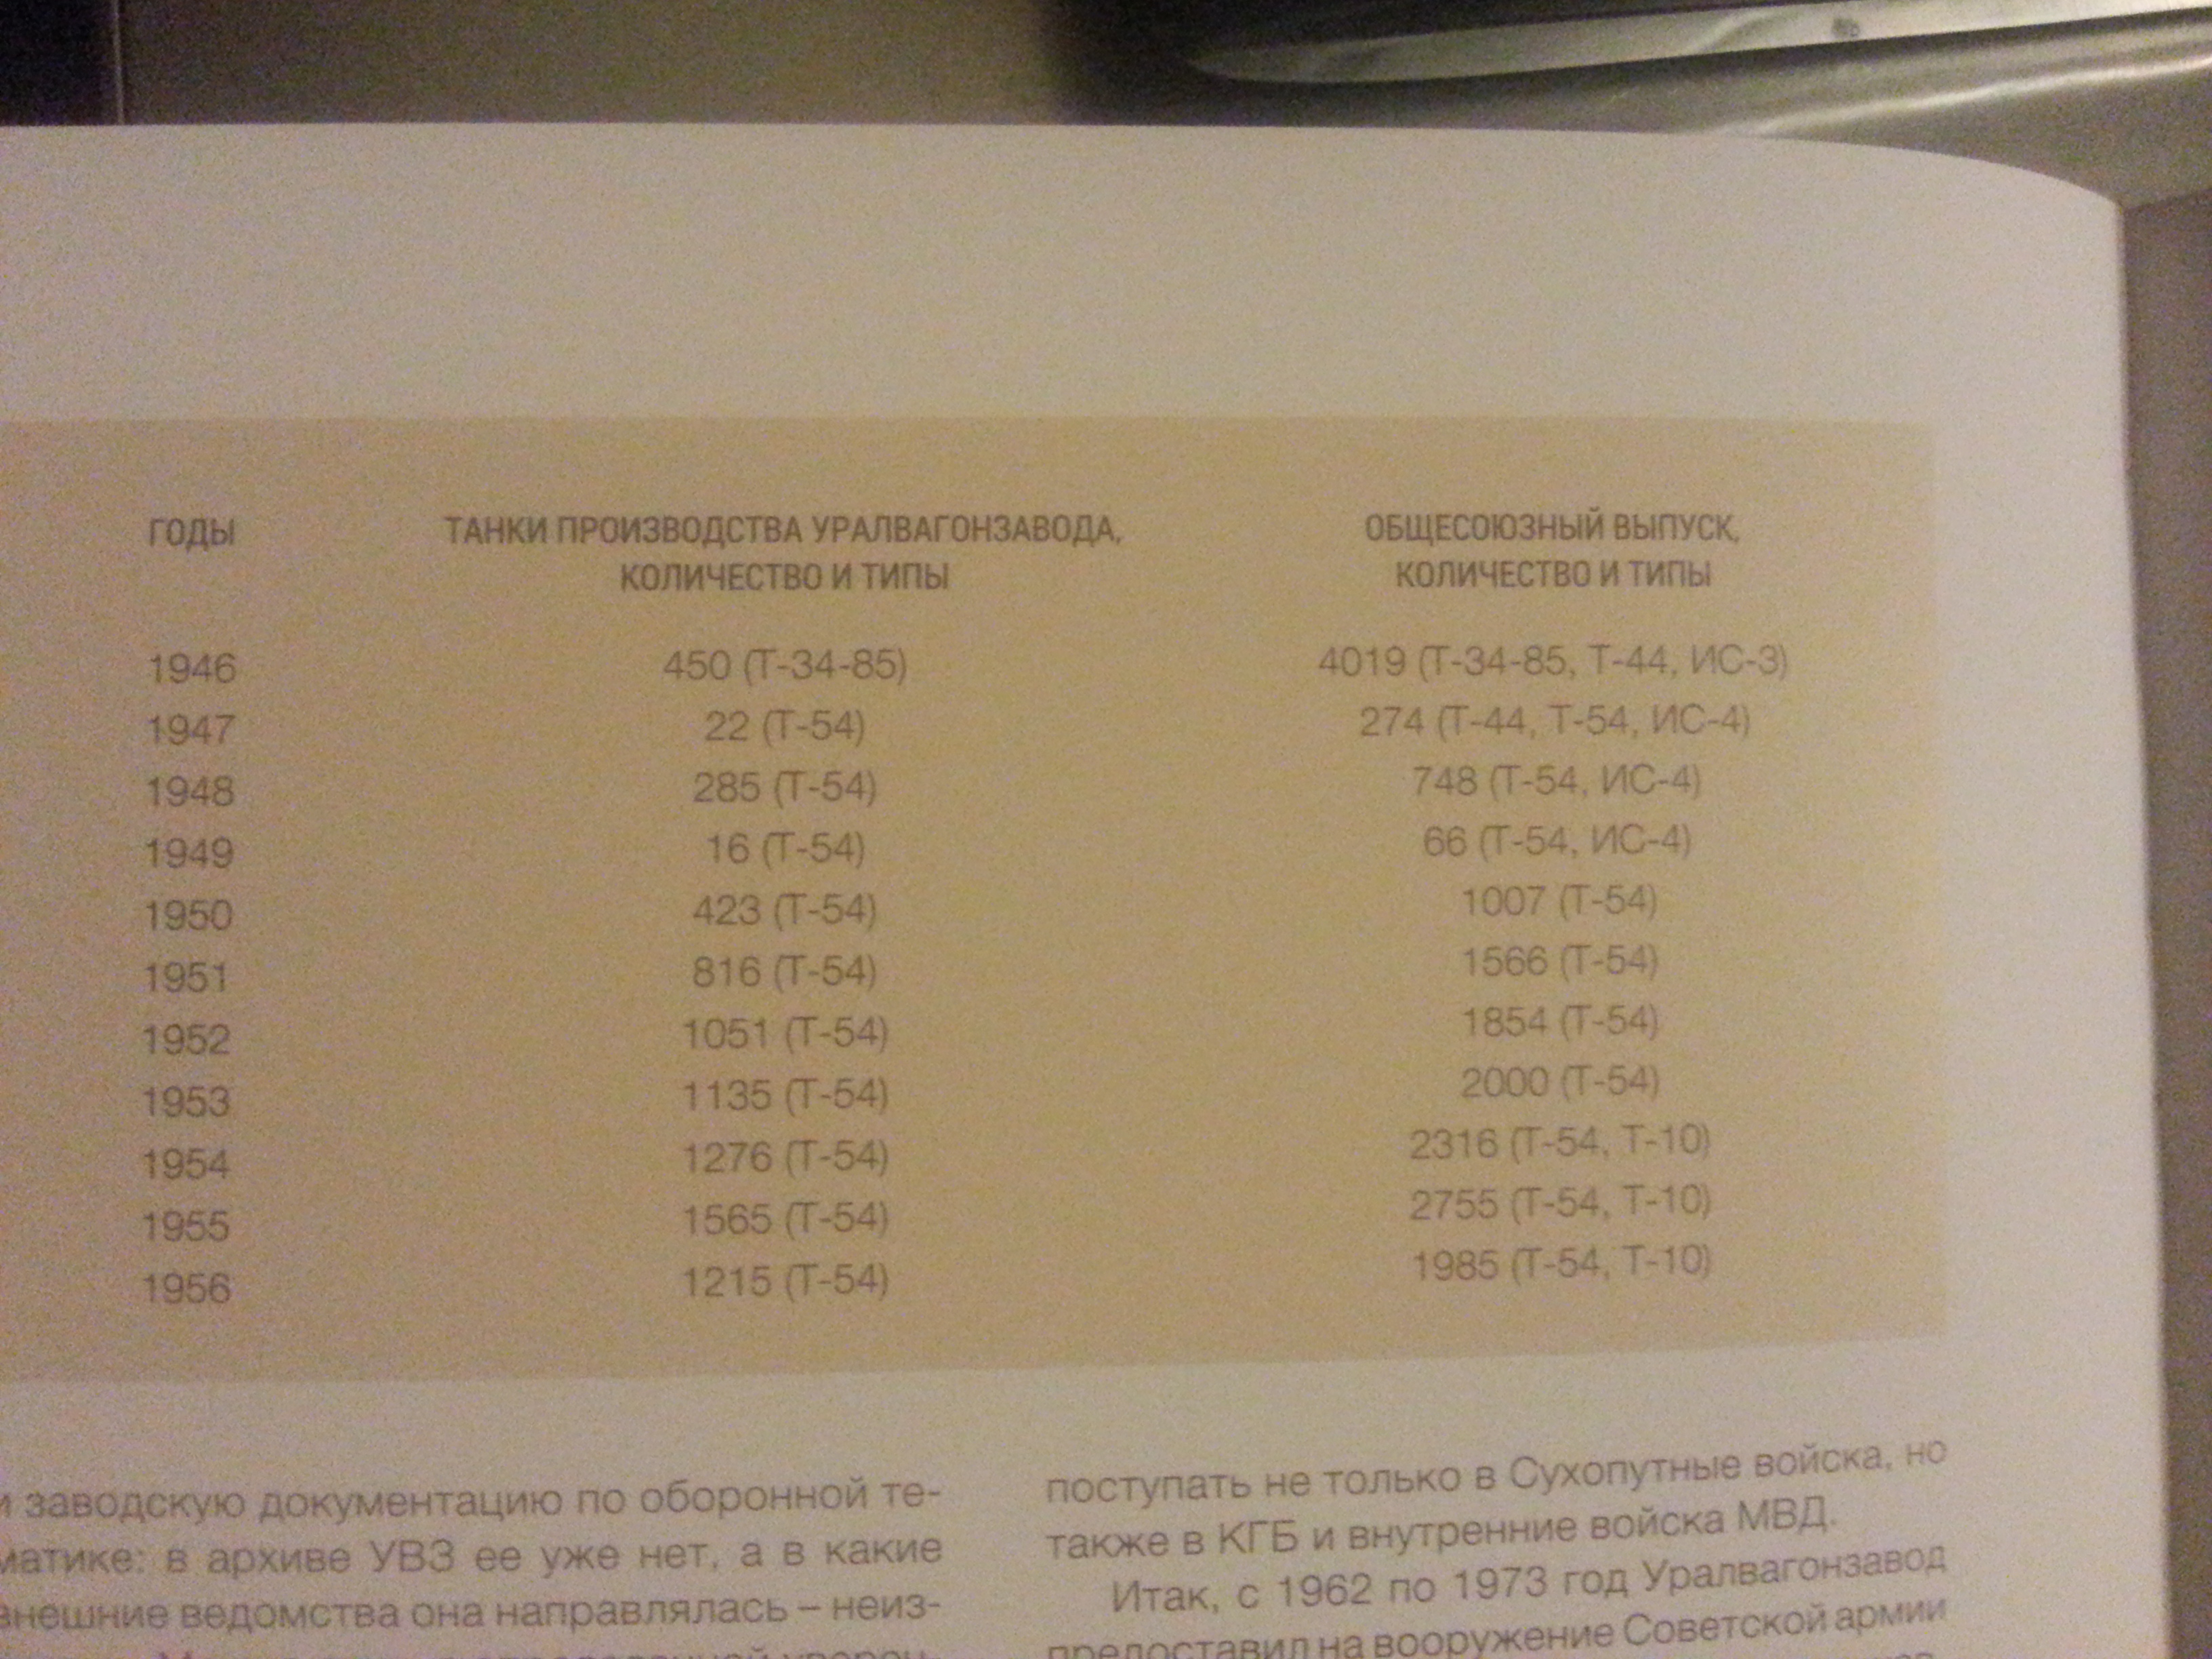 ГОДЫ ТАНКИ ПРОИЗВОДСТВА УРАЛВАГОНЗАВОДА, ОБЩЕСОЮЗНЫЙ ВЫПУСК,
КОЛИЧЕСТВО И ТИПЫ КОЛИЧЕСТВО И ТИПЫ
1946 450 (Т-34-85) 4019 (Т-34-85, Т-44, ИС-3)
1947 22 (Т-54) 274 (Т-44, Т-54, ИС-4)
1948 285 (Т-54) 748 (Т-54, ИС-4)
1949 16 (Т-54) 66 (Т-54, ИС-4)
1950 423 (Т-54) 1007 (Т-54)
1951 816 (Т-54) 1566 (Т-54)
1952 1051 (Т-54) 1854 (Т-54)
1953 1135 (Т-54) 2000 (Т-54)
1954 1276 (Т-54) 2316 (Т-54, Т-10)
1955 1565 (Т-54) 2755 (Т-54, Т-10)
1956 1215 (Т-54) 1985 (Т-54, Т-10)
и заводскую документацию по оборонной те-
матике: в архиве УВЗ ее уже нет, а в какие
внешние ведомства она направлялась – неиз-
поступать не только в Сухопутные войска, но
также в КГБ и внутренние войска МВД.
Итак, с 1962 по 1973 год Уралвагонзавод
предоставил на вооружение Советской армии